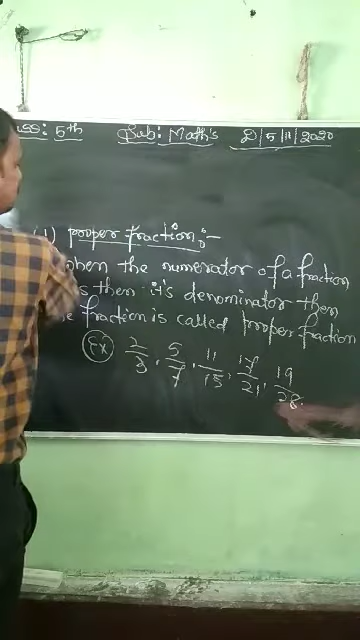 ss: 5th Sub: Math's D/5/11/2020
(1) proper fraction:-
when the numerator of a fraction
s then it's denominator then
e fraction is called proper fraction
Ex) 2/3, 5/7, 11/15, 17/21, 19/28.